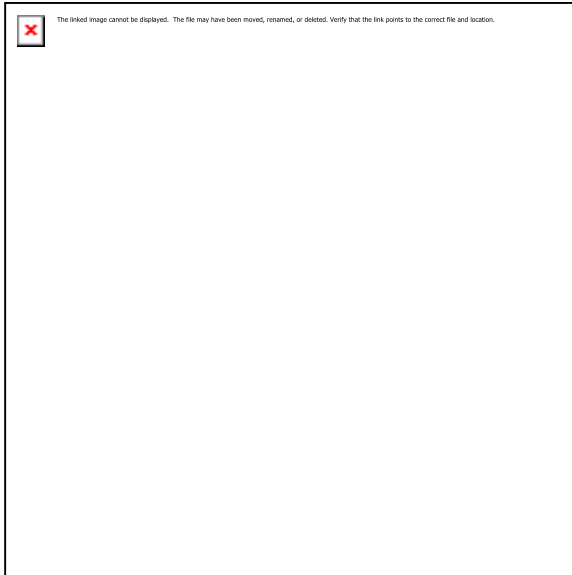 The linked image cannot be displayed.  The file may have been moved, renamed, or deleted. Verify that the link points to the correct file and location.